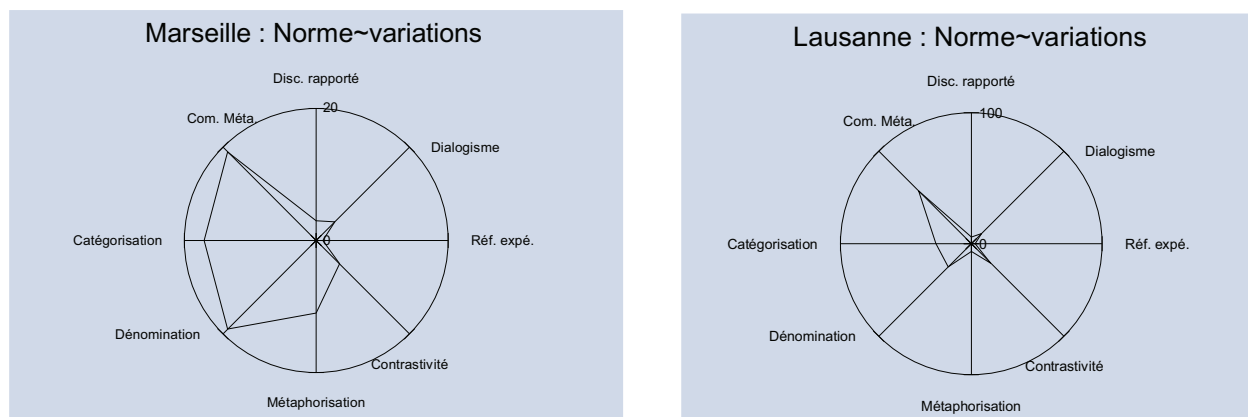 Marseille : Norme~variations
Disc. rapporté
20
Com. Méta.
Dialogisme
Catégorisation
0
Réf. expé.
Dénomination
Contrastivité
Métaphorisation
Lausanne : Norme~variations
Disc. rapporté
100
Com. Méta.
Dialogisme
Catégorisation
0
Réf. expé.
Dénomination
Contrastivité
Métaphorisation